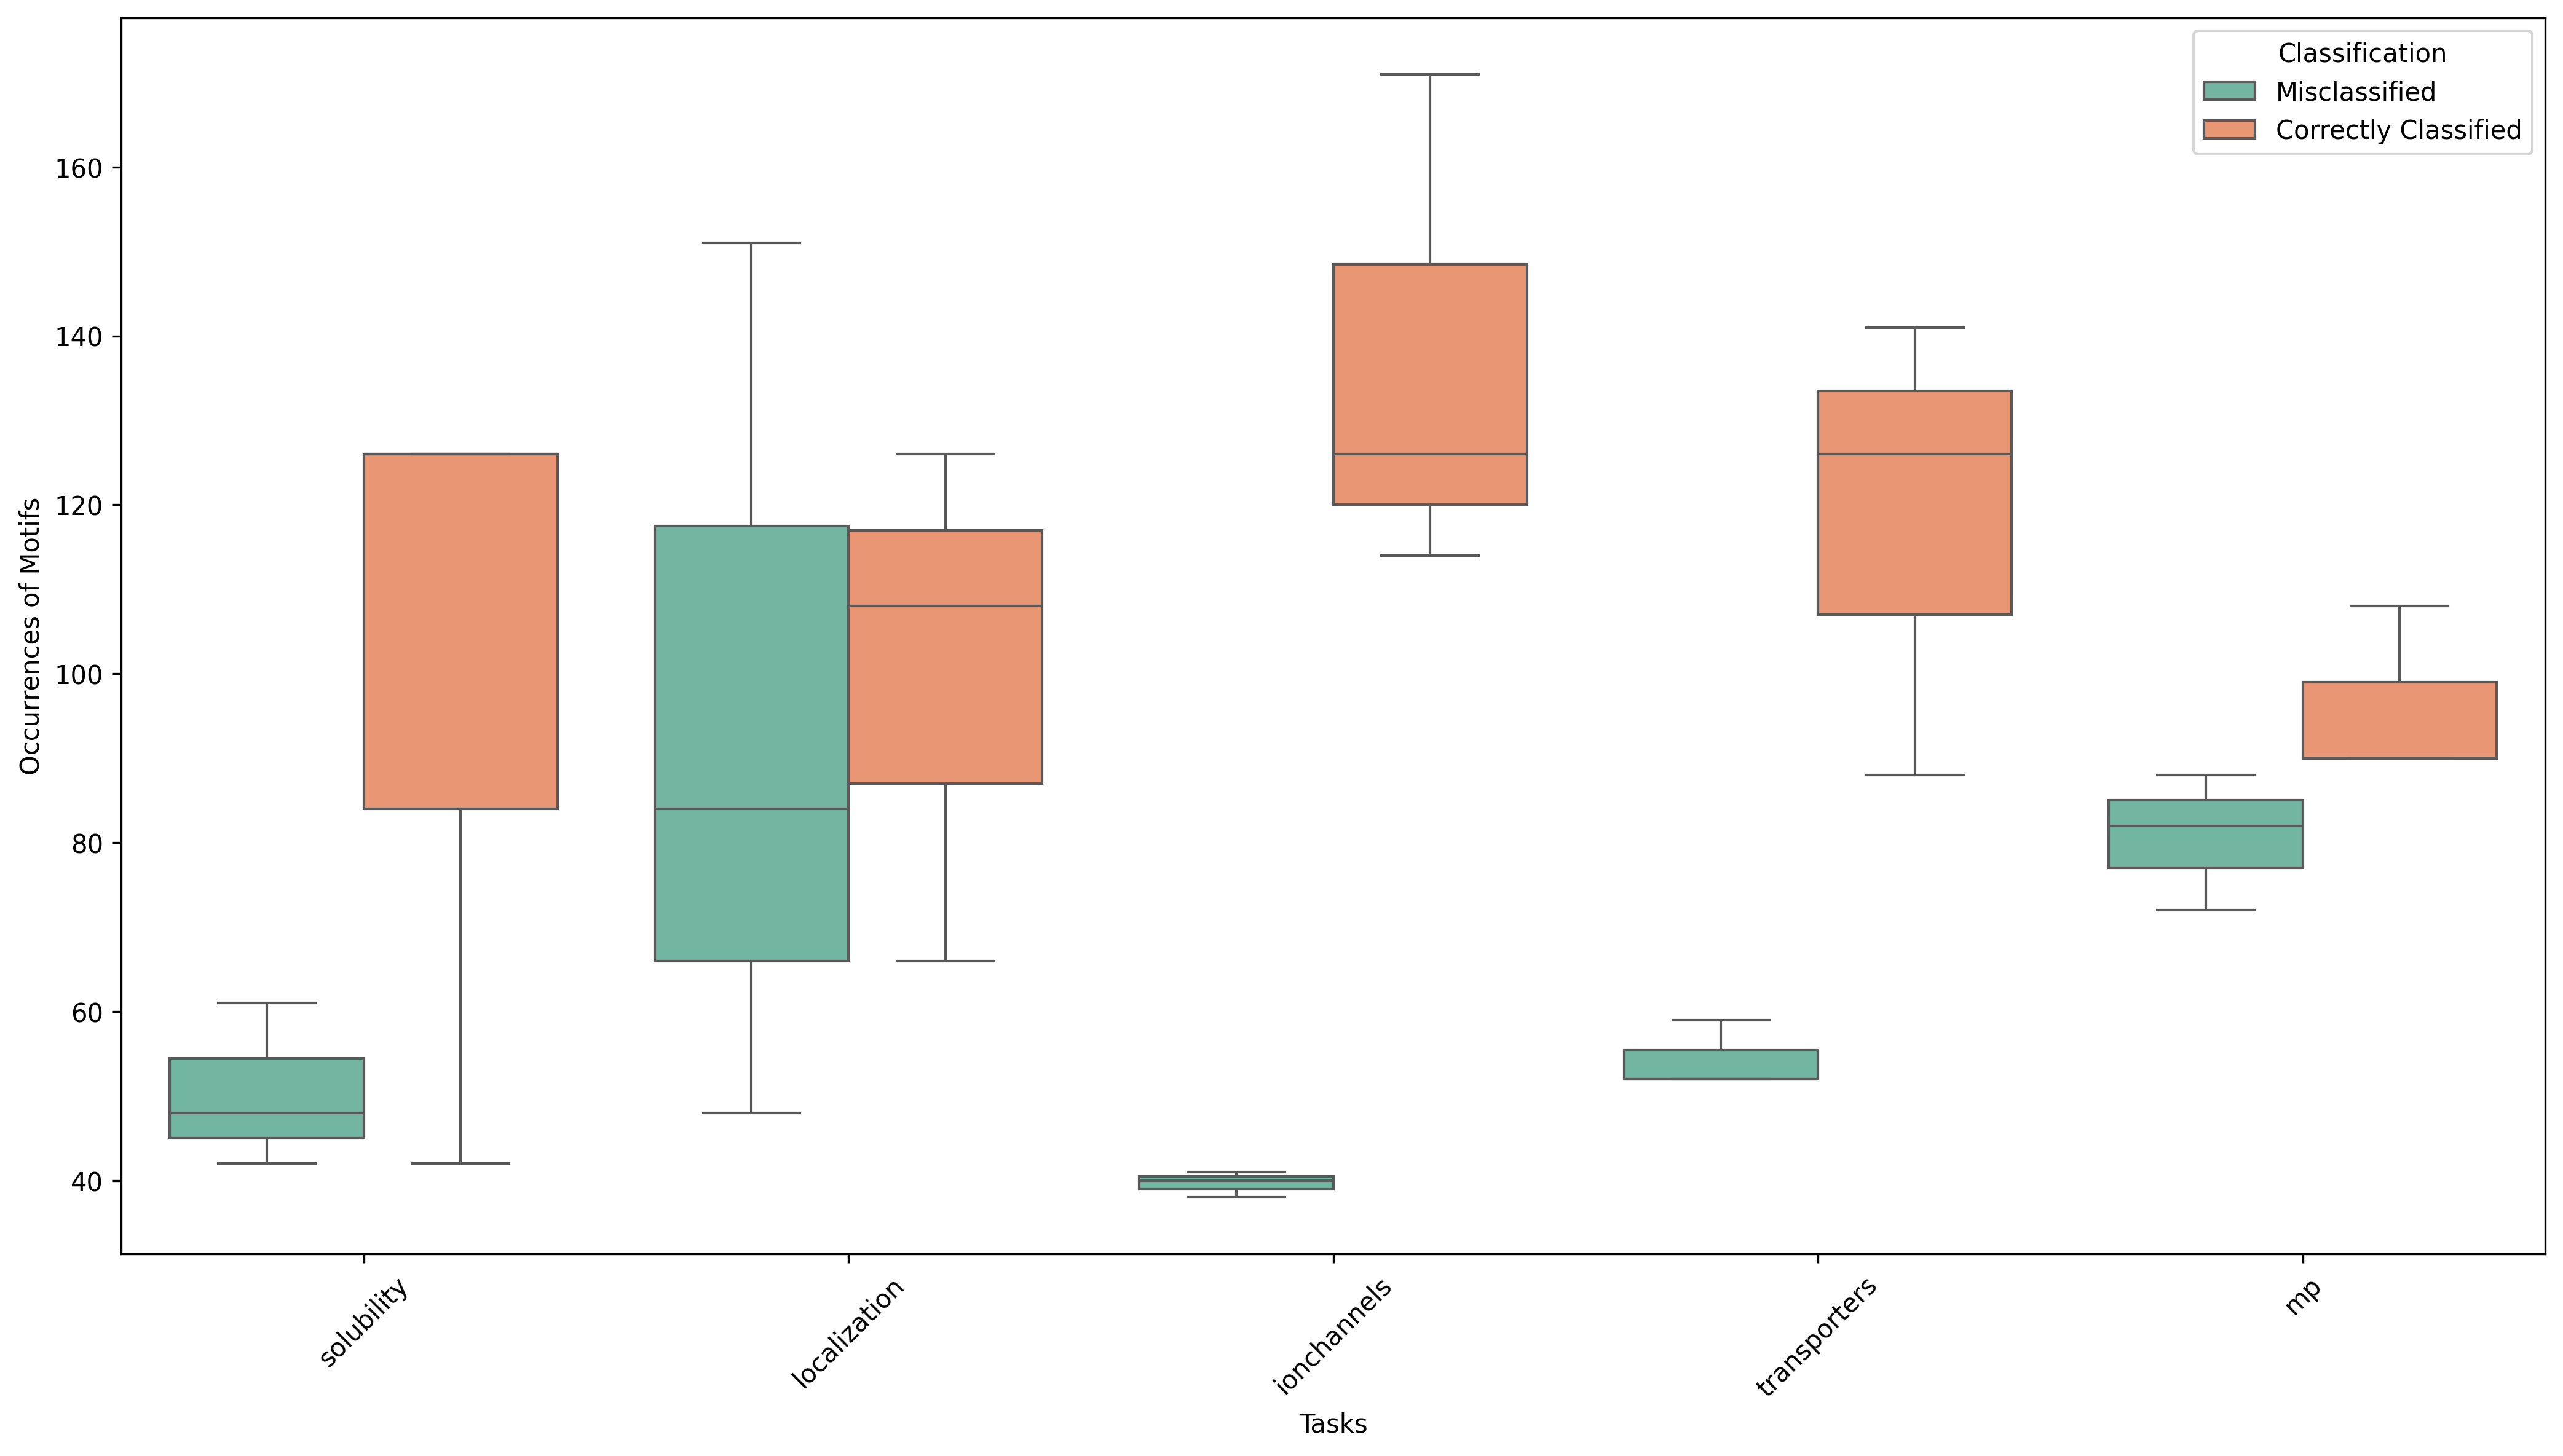 Classification
Misclassified
Correctly Classified
Occurrences of Motifs
160
140
120
100
80
60
40
solubility
localization
ionchannels
transporters
mp
Tasks